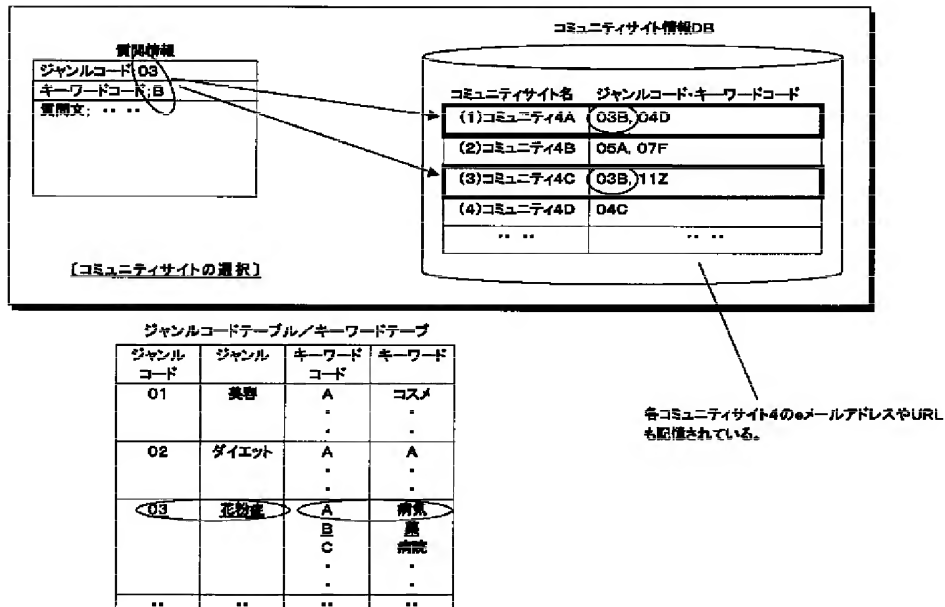 コミュニティサイト情報DB
質問情報
ジャンルコード;03
キーワードコード;B
質問文; ‥ ‥
コミュニティサイト名 ジャンルコード・キーワードコード
(1)コミュニティ4A 03B, 04D
(2)コミュニティ4B 05A, 07F
(3)コミュニティ4C 03B, 11Z
(4)コミュニティ4D 04C
‥ ‥ ‥ ‥
[コミュニティサイトの選択]
ジャンルコードテーブル/キーワードテーブ
ジャンルコード ジャンル キーワードコード キーワード
01 美容 A コスメ
・ ・
・ ・
02 ダイエット A A
・ ・
・ ・
03 花粉症 A 病気
B 薬
C 病院
・ ・
・ ・
‥ ‥ ‥ ‥
各コミュニティサイト4のeメールアドレスやURL
も記憶されている。